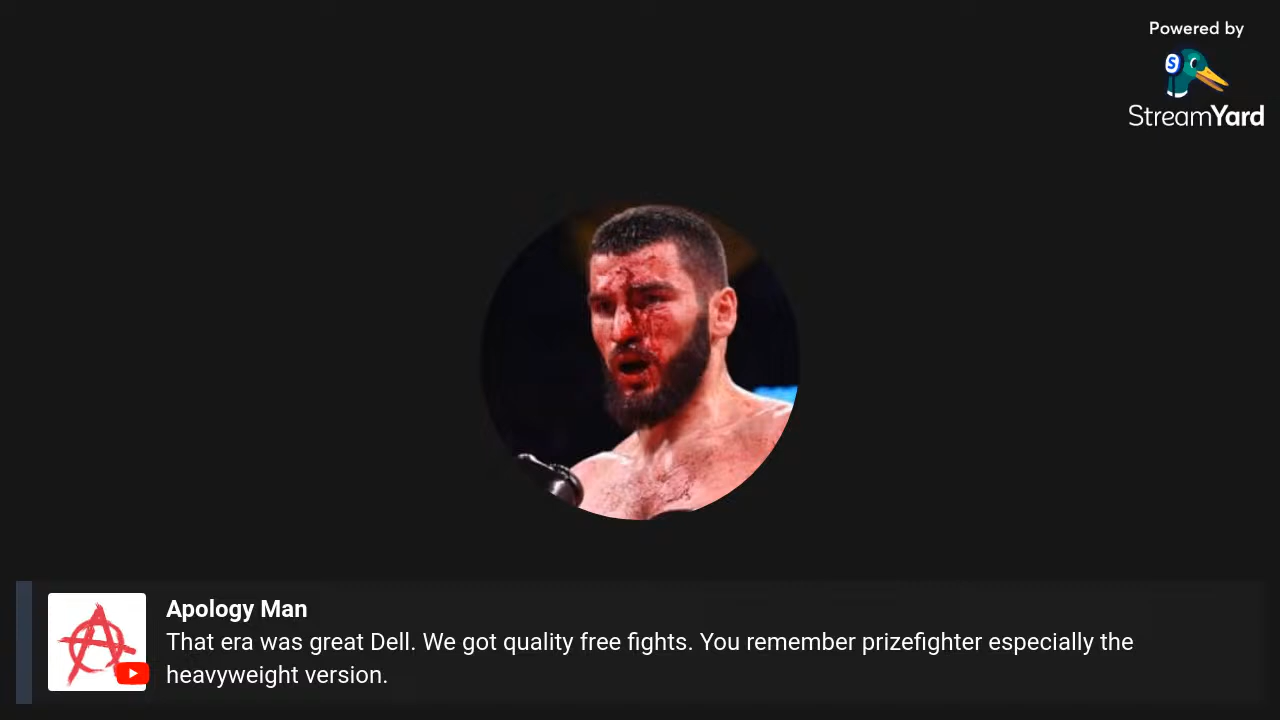 Powered by
S
StreamYard
Apology Man
That era was great Dell. We got quality free fights. You remember prizefighter especially the
heavyweight version.